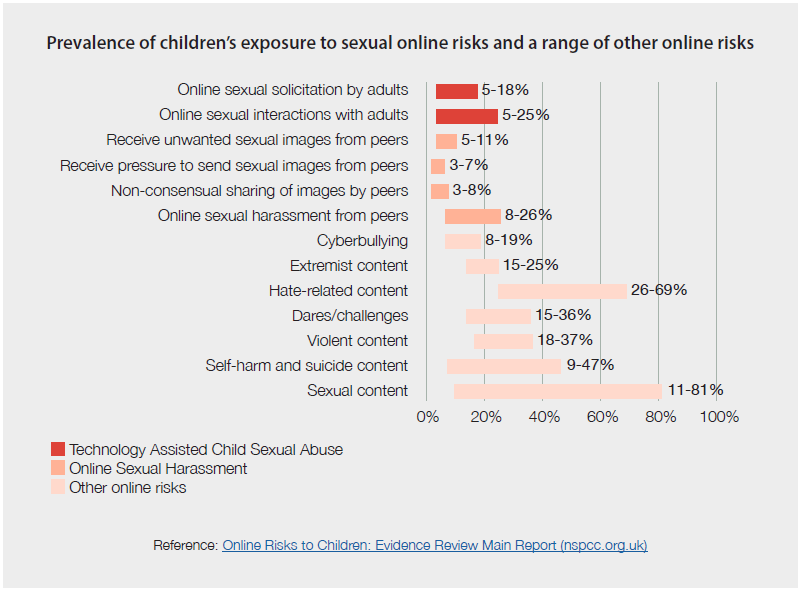 Prevalence of children’s exposure to sexual online risks and a range of other online risks
Online sexual solicitation by adults 5-18%
Online sexual interactions with adults 5-25%
Receive unwanted sexual images from peers 5-11%
Receive pressure to send sexual images from peers 3-7%
Non-consensual sharing of images by peers 3-8%
Online sexual harassment from peers 8-26%
Cyberbullying 8-19%
Extremist content 15-25%
Hate-related content 26-69%
Dares/challenges 15-36%
Violent content 18-37%
Self-harm and suicide content 9-47%
Sexual content 11-81%
0% 20% 40% 60% 80% 100%
Technology Assisted Child Sexual Abuse
Online Sexual Harassment
Other online risks
Reference: Online Risks to Children: Evidence Review Main Report (nspcc.org.uk)